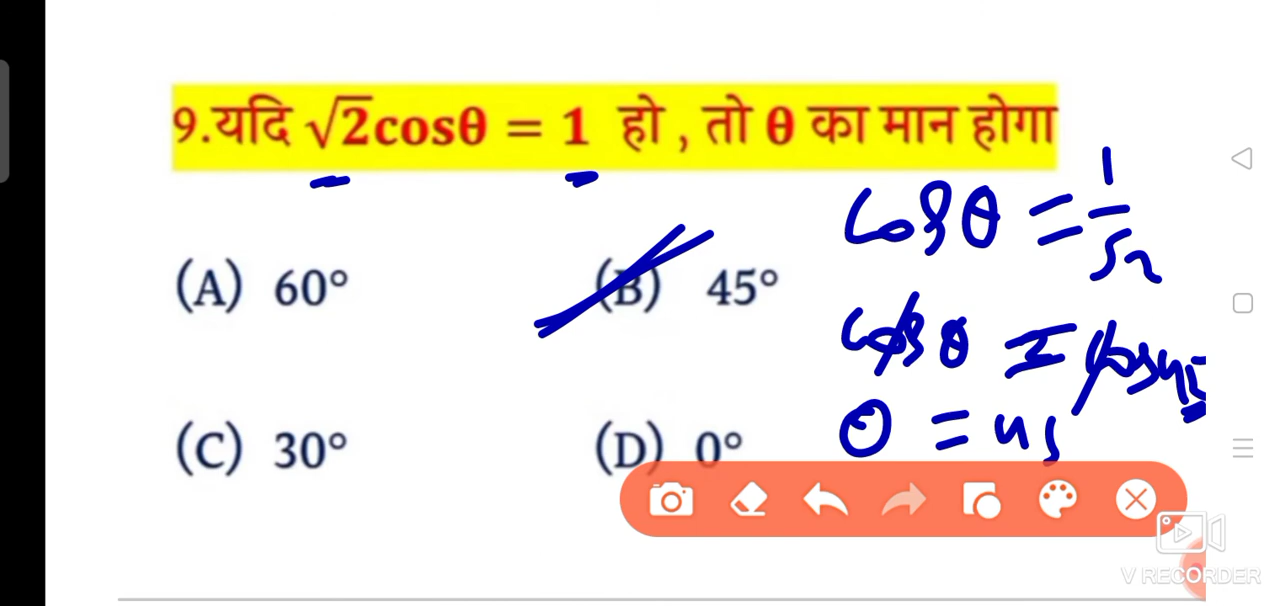 9.यदि √2cosθ = 1 हो , तो θ का मान होगा
cosθ = 1/√2
(A) 60°
(B) 45°
cosθ = cos45
θ = 45
(C) 30°
(D) 0°
V RECORDER